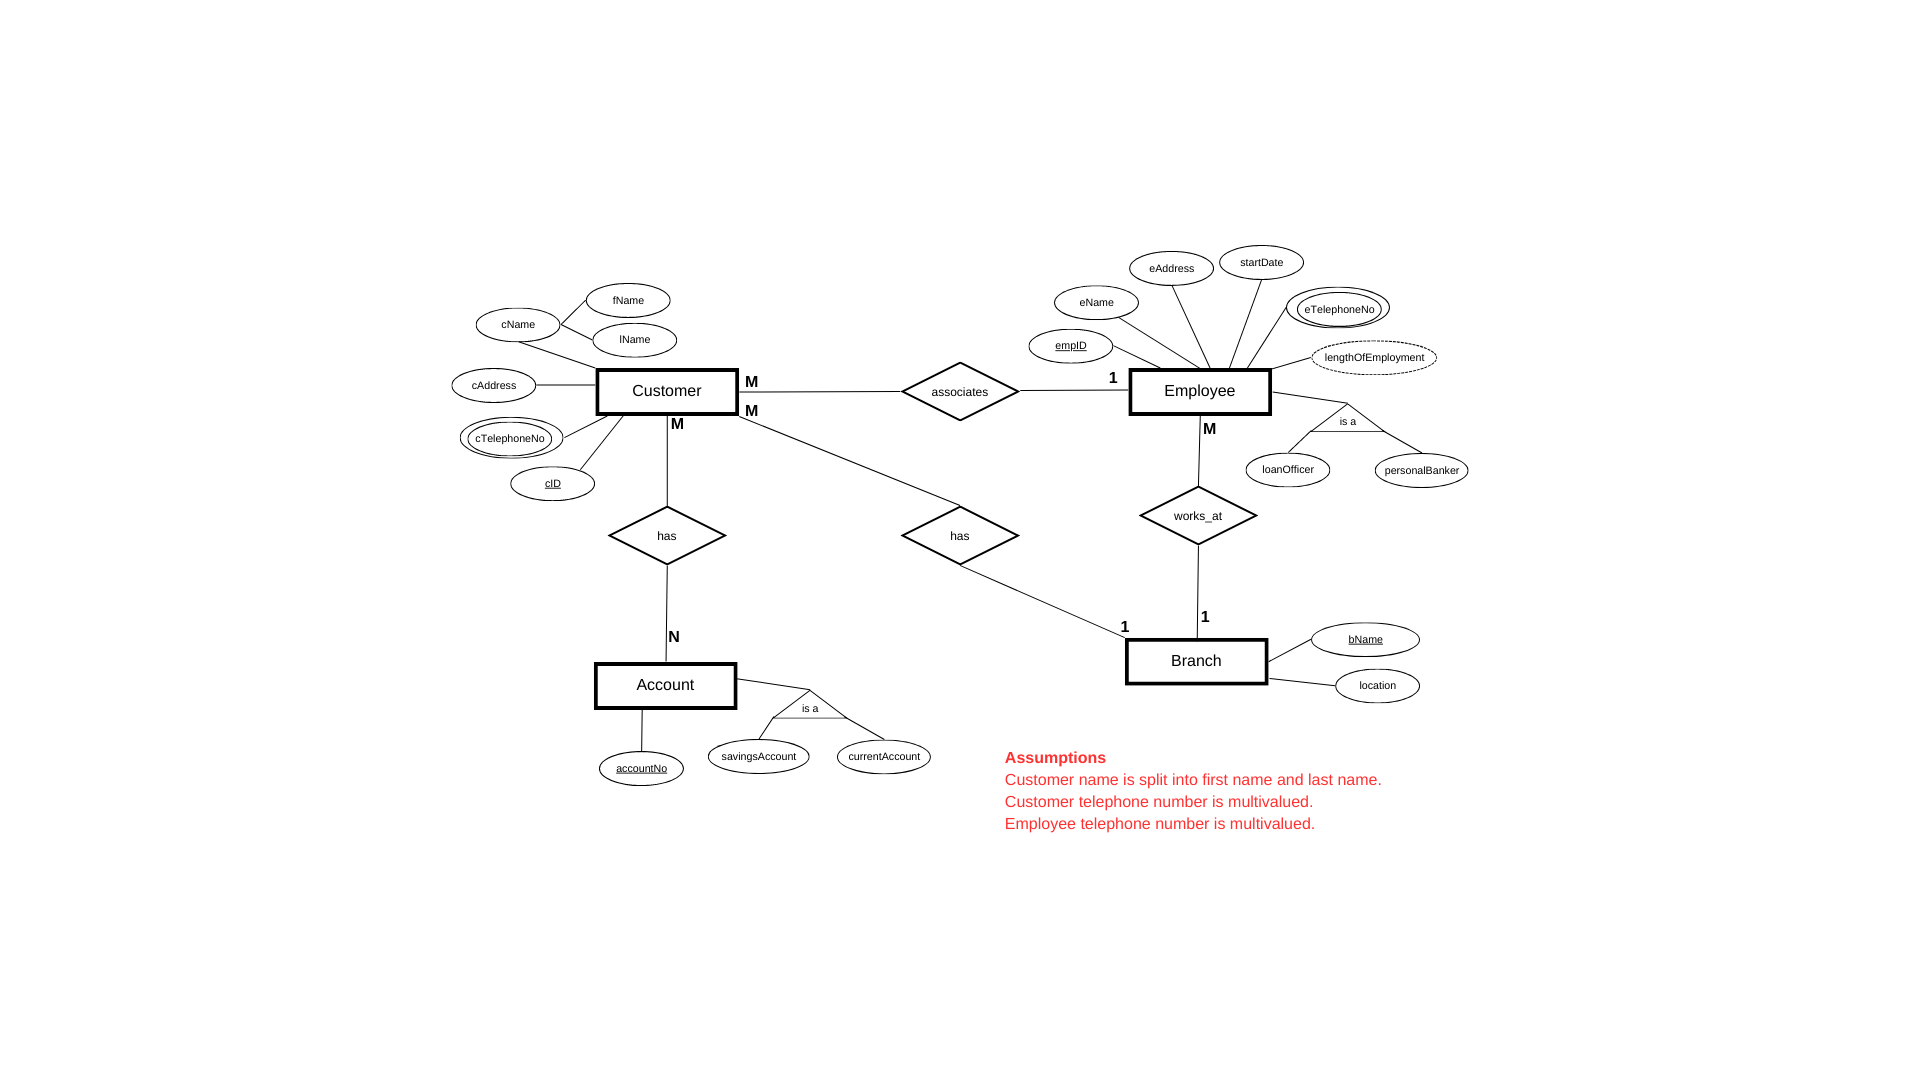 startDate
eAddress
fName
eName
eTelephoneNo
cName
lName
empID
lengthOfEmployment
cAddress
Customer
M
associates
1
Employee
M
is a
M
M
cTelephoneNo
loanOfficer
personalBanker
cID
works_at
has
has
1
1
N
bName
Branch
Account
location
is a
savingsAccount
currentAccount
accountNo
Assumptions
Customer name is split into first name and last name.
Customer telephone number is multivalued.
Employee telephone number is multivalued.